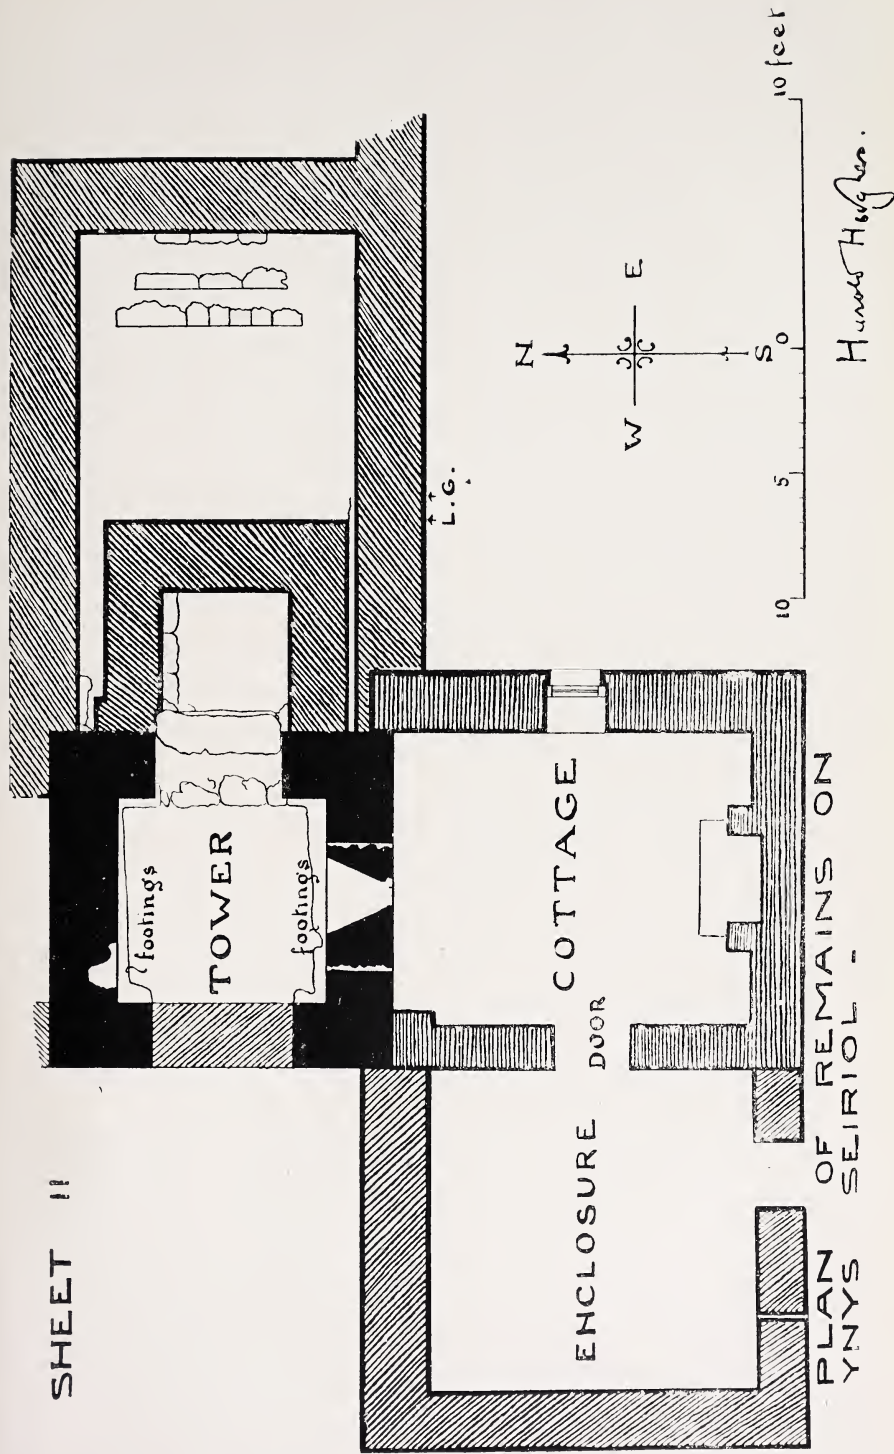 SHEET II
footings
TOWER
footings
L.G.
COTTAGE
DOOR
ENCLOSURE
N
W E
S
10 5 0 10 feet
PLAN OF REMAINS ON
YNYS SEIRIOL -
Harold Hughes.